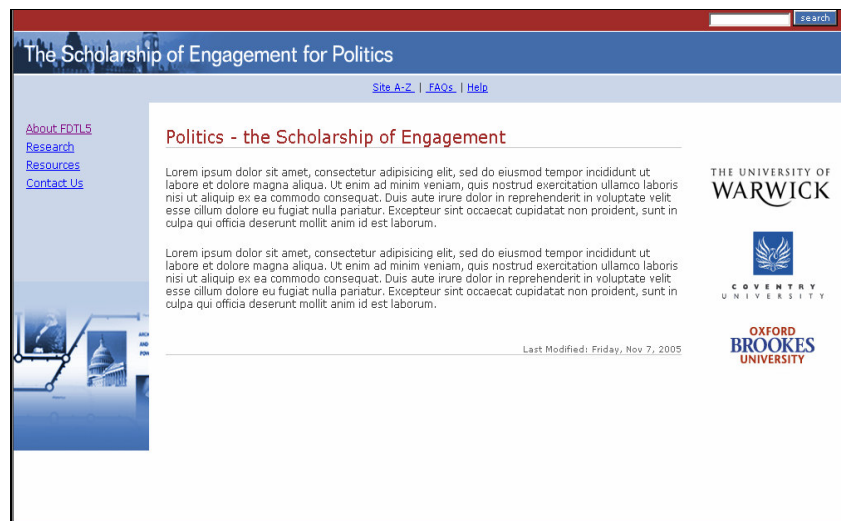 search
The Scholarship of Engagement for Politics
Site A-Z | FAQs | Help
About FDTL5
Research
Resources
Contact Us
Politics - the Scholarship of Engagement
Lorem ipsum dolor sit amet, consectetur adipisicing elit, sed do eiusmod tempor incididunt ut
labore et dolore magna aliqua. Ut enim ad minim veniam, quis nostrud exercitation ullamco laboris
nisi ut aliquip ex ea commodo consequat. Duis aute irure dolor in reprehenderit in voluptate velit
esse cillum dolore eu fugiat nulla pariatur. Excepteur sint occaecat cupidatat non proident, sunt in
culpa qui officia deserunt mollit anim id est laborum.
Lorem ipsum dolor sit amet, consectetur adipisicing elit, sed do eiusmod tempor incididunt ut
labore et dolore magna aliqua. Ut enim ad minim veniam, quis nostrud exercitation ullamco laboris
nisi ut aliquip ex ea commodo consequat. Duis aute irure dolor in reprehenderit in voluptate velit
esse cillum dolore eu fugiat nulla pariatur. Excepteur sint occaecat cupidatat non proident, sunt in
culpa qui officia deserunt mollit anim id est laborum.
Last Modified: Friday, Nov 7, 2005
THE UNIVERSITY OF
WARWICK
COVENTRY
UNIVERSITY
OXFORD
BROOKES
UNIVERSITY